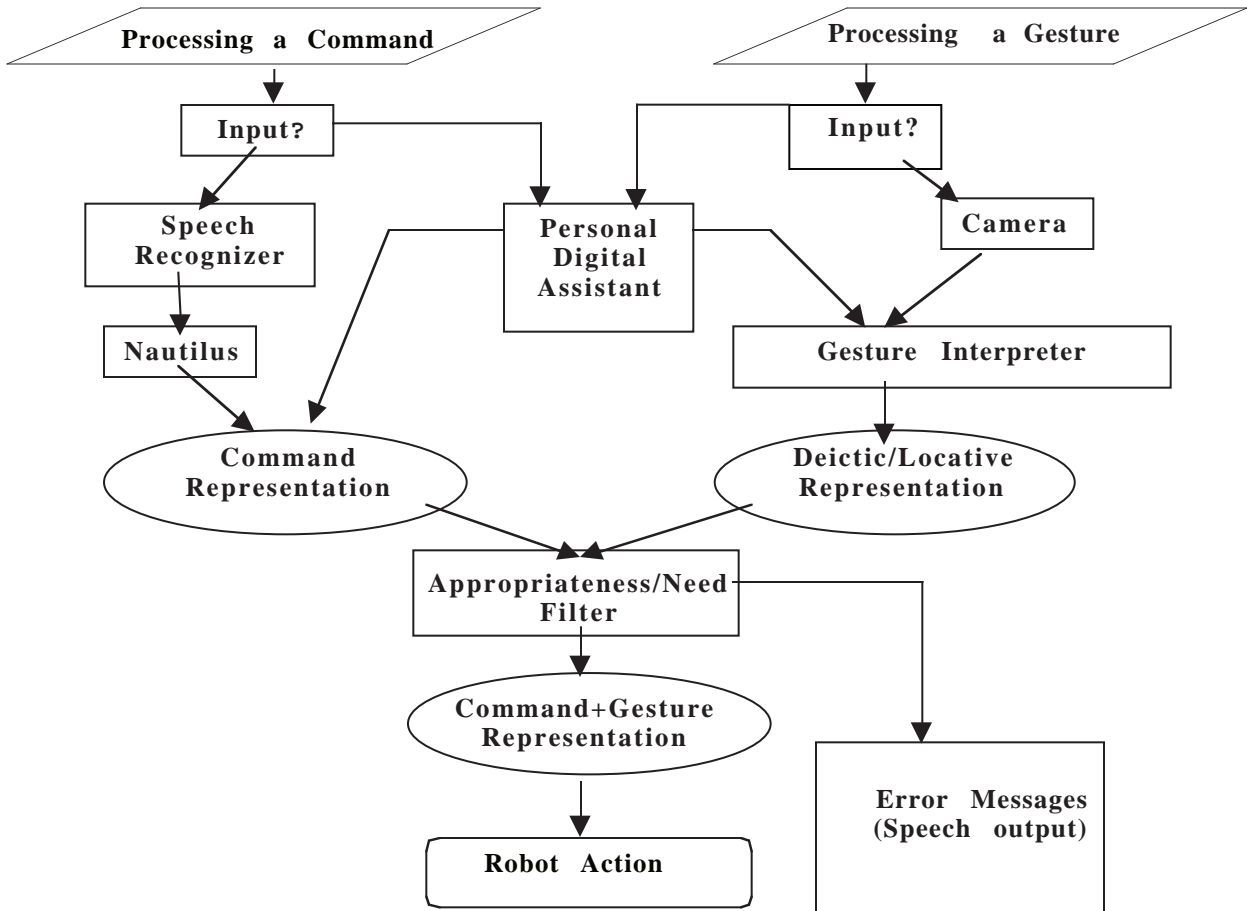 Processing a Command
Processing a Gesture
Input?
Input?
Speech
Recognizer
Personal
Digital
Assistant
Camera
Nautilus
Gesture Interpreter
Command
Representation
Deictic/Locative
Representation
Appropriateness/Need
Filter
Command+Gesture
Representation
Error Messages
(Speech output)
Robot Action